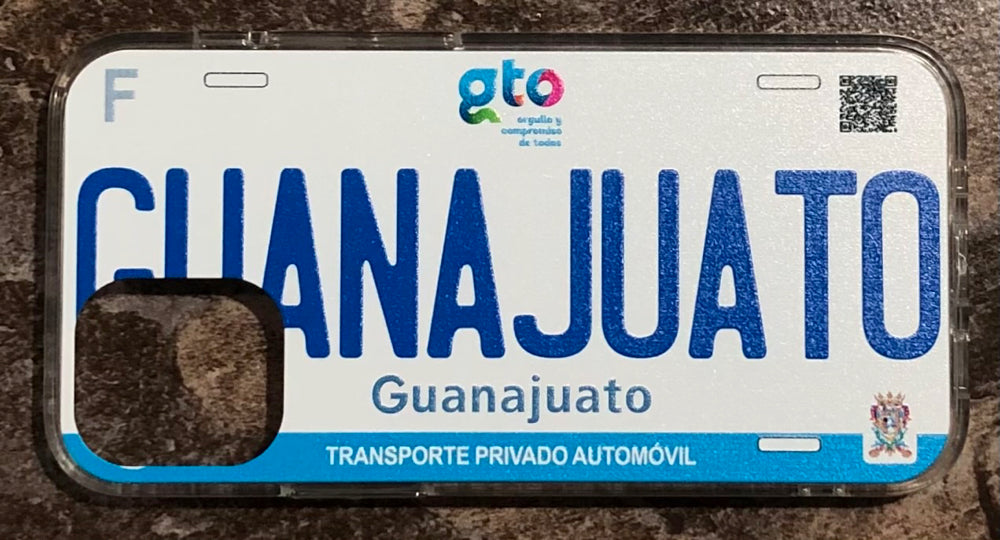 F
gto
orgullo y
compromiso
de todos
GUANAJUATO
Guanajuato
TRANSPORTE PRIVADO AUTOMÓVIL